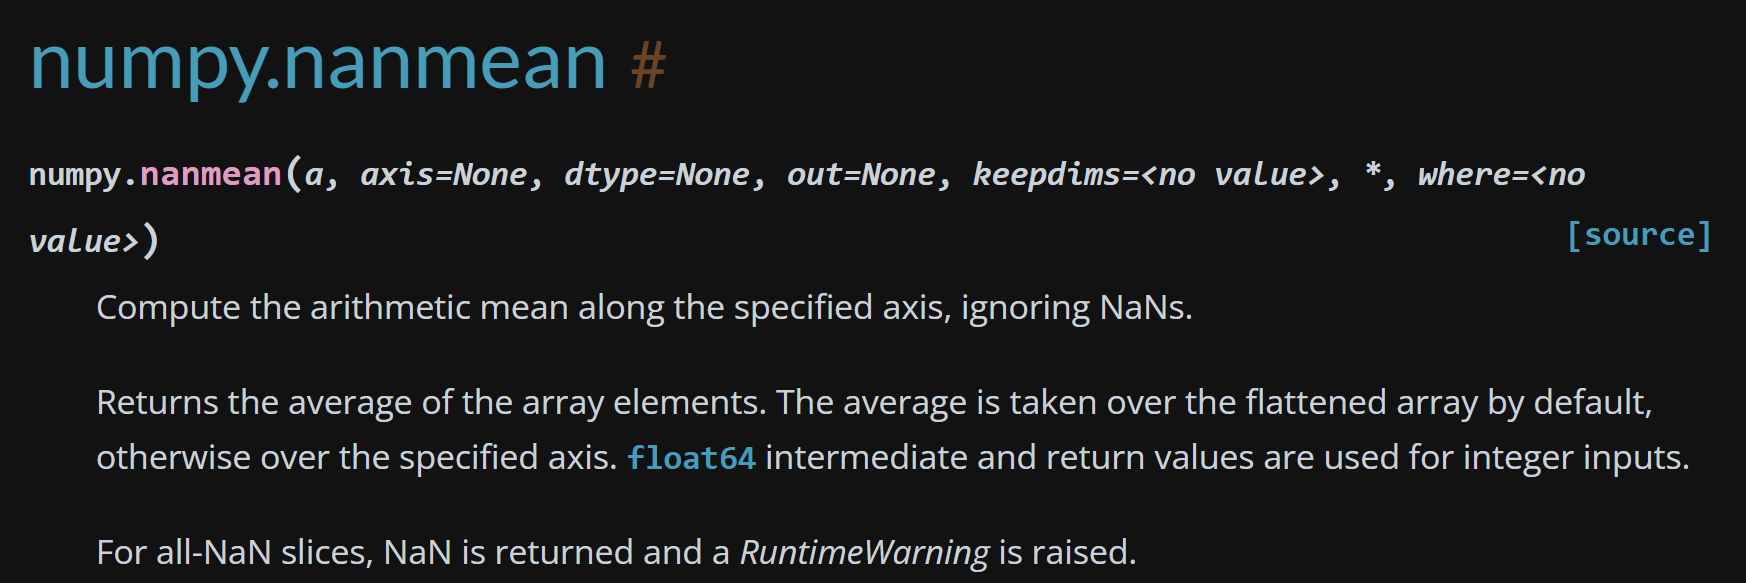 numpy.nanmean #
numpy.nanmean(a, axis=None, dtype=None, out=None, keepdims=<no value>, *, where=<no
value>) [source]
Compute the arithmetic mean along the specified axis, ignoring NaNs.
Returns the average of the array elements. The average is taken over the flattened array by default,
otherwise over the specified axis. float64 intermediate and return values are used for integer inputs.
For all-NaN slices, NaN is returned and a RuntimeWarning is raised.